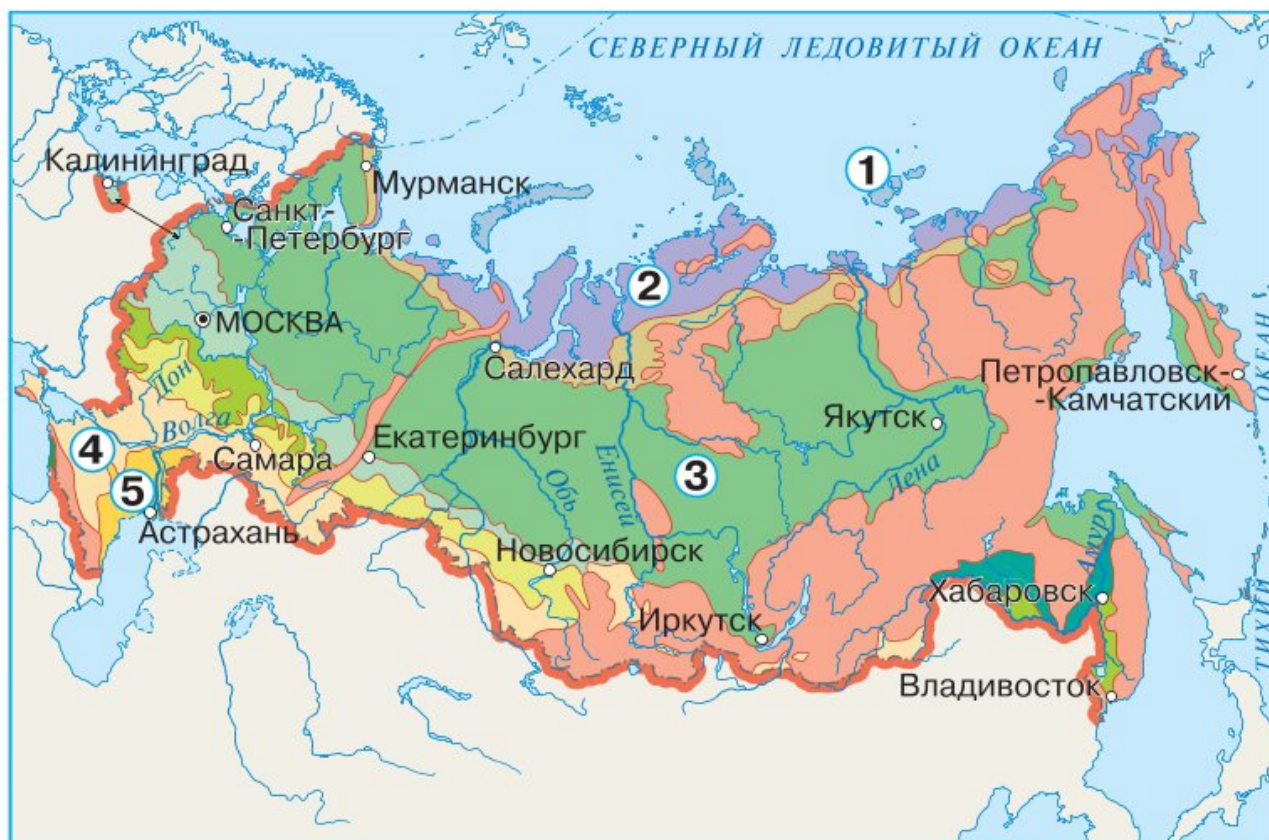 СЕВЕРНЫЙ ЛЕДОВИТЫЙ ОКЕАН
1
Калининград
Мурманск
Санкт-
-Петербург
2
МОСКВА
Салехард
Петропавловск-
-Камчатский
ТИХИЙ ОКЕАН
Дон
Якутск
Волга
Екатеринбург
4
Самара
3
Обь
Енисей
Лена
5
Астрахань
Новосибирск
Амур
Хабаровск
Иркутск
Владивосток